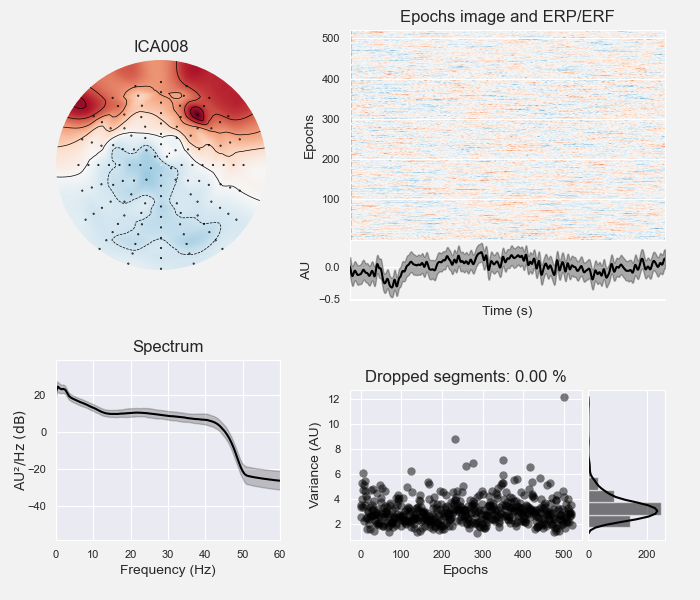 ICA008
Epochs image and ERP/ERF
Epochs
500
400
300
200
100
AU
0.0
−0.5
Time (s)
Spectrum
AU²/Hz (dB)
20
0
−20
−40
0 10 20 30 40 50 60
Frequency (Hz)
Dropped segments: 0.00 %
Variance (AU)
12
10
8
6
4
2
0 100 200 300 400 500
Epochs
0 200